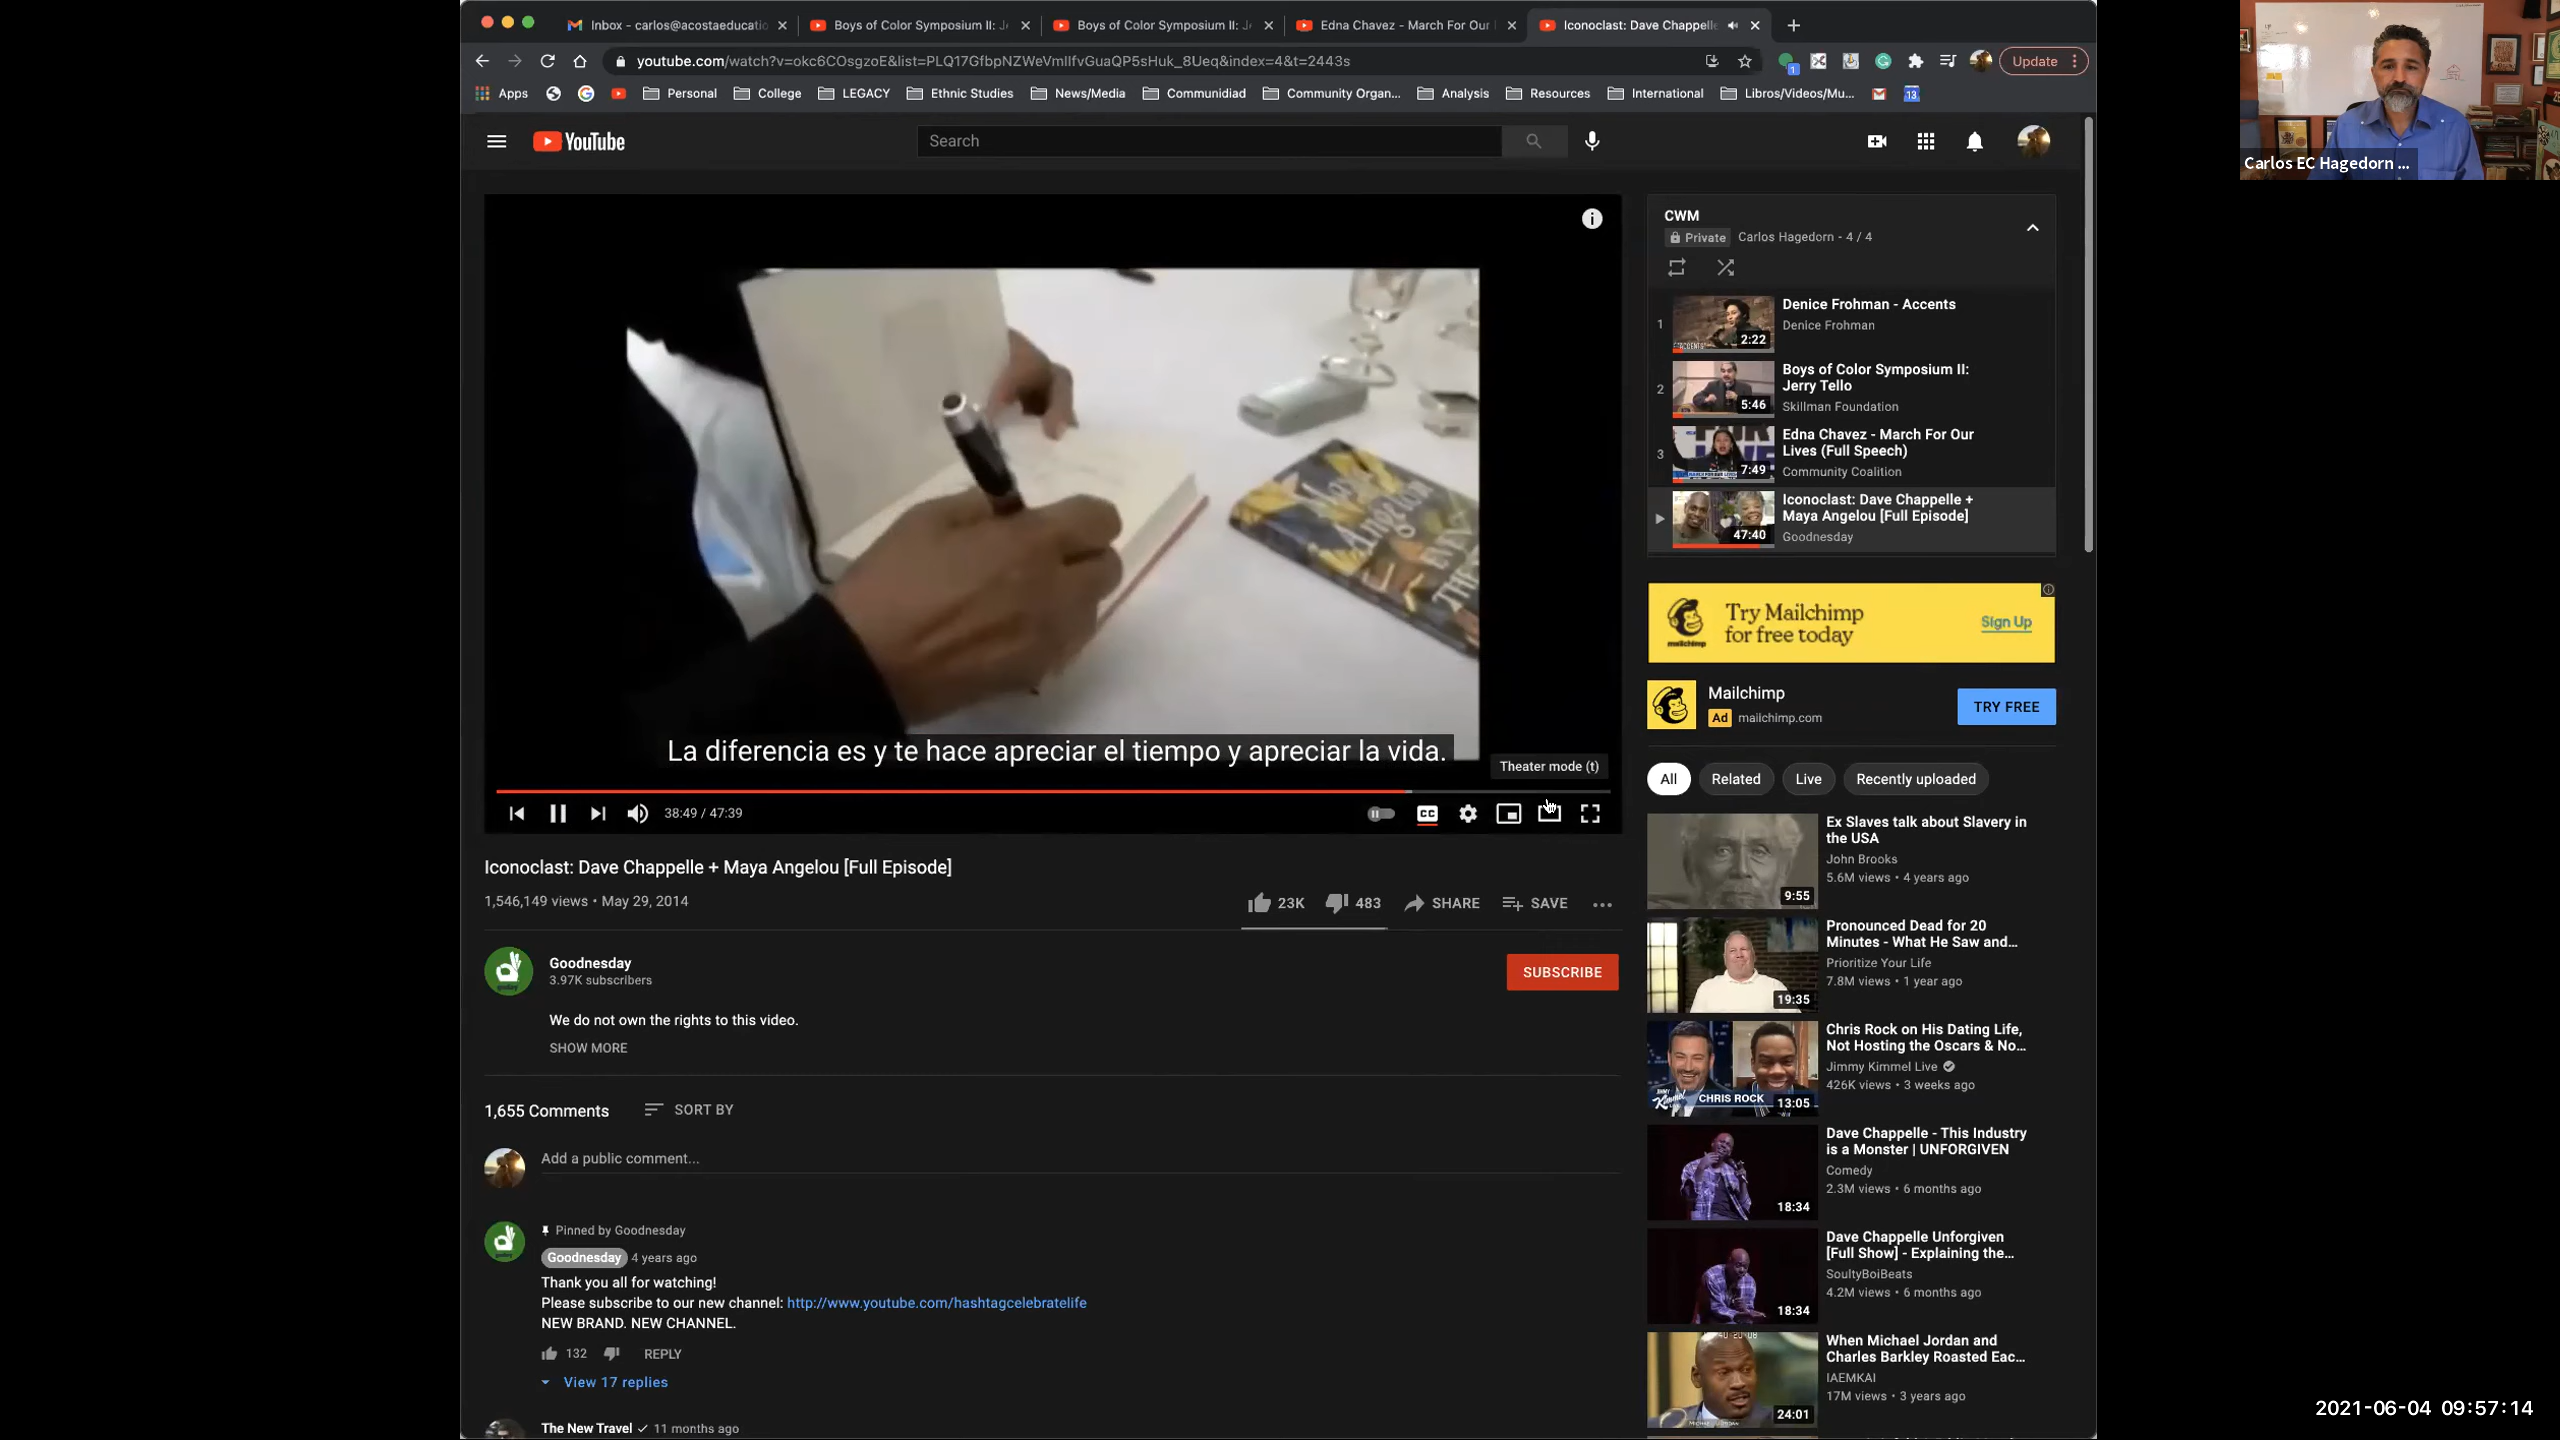 Inbox - carlos@acostaeducatio
Boys of Color Symposium II: J
Boys of Color Symposium II: J
Edna Chavez - March For Our
Iconoclast: Dave Chappelle
youtube.com/watch?v=okc6COsgzoE&list=PLQ17GfbpNZWeVmIlfvGuaQP5sHuk_8Ueq&index=4&t=2443s
Update
Apps
Personal
College
LEGACY
Ethnic Studies
News/Media
Communidiad
Community Organ...
Analysis
Resources
International
Libros/Videos/Mu...
13
Carlos EC Hagedorn ...
YouTube
Search
Maya
Angelou
La diferencia es y te hace apreciar el tiempo y apreciar la vida.
Theater mode (t)
38:49 / 47:39
CC
Iconoclast: Dave Chappelle + Maya Angelou [Full Episode]
1,546,149 views • May 29, 2014
23K
483
SHARE
SAVE
Goodnesday
3.97K subscribers
SUBSCRIBE
We do not own the rights to this video.
SHOW MORE
1,655 Comments
SORT BY
Add a public comment...
Pinned by Goodnesday
Goodnesday 4 years ago
Thank you all for watching!
Please subscribe to our new channel: http://www.youtube.com/hashtagcelebratelife
NEW BRAND. NEW CHANNEL.
132
REPLY
View 17 replies
The New Travel 11 months ago
CWM
Private Carlos Hagedorn - 4 / 4
1
2:22
Denice Frohman - Accents
Denice Frohman
2
5:46
Boys of Color Symposium II:
Jerry Tello
Skillman Foundation
3
7:49
Edna Chavez - March For Our
Lives (Full Speech)
Community Coalition
47:40
Iconoclast: Dave Chappelle +
Maya Angelou [Full Episode]
Goodnesday
mailchimp
Try Mailchimp
for free today
Sign Up
Mailchimp
Ad mailchimp.com
TRY FREE
All
Related
Live
Recently uploaded
9:55
Ex Slaves talk about Slavery in
the USA
John Brooks
5.6M views • 4 years ago
19:35
Pronounced Dead for 20
Minutes - What He Saw and...
Prioritize Your Life
7.8M views • 1 year ago
CHRIS ROCK
13:05
Chris Rock on His Dating Life,
Not Hosting the Oscars & No...
Jimmy Kimmel Live
426K views • 3 weeks ago
18:34
Dave Chappelle - This Industry
is a Monster | UNFORGIVEN
Comedy
2.3M views • 6 months ago
18:34
Dave Chappelle Unforgiven
[Full Show] - Explaining the...
SoultyBoiBeats
4.2M views • 6 months ago
24:01
When Michael Jordan and
Charles Barkley Roasted Eac...
IAEMKAI
17M views • 3 years ago
2021-06-04 09:57:14